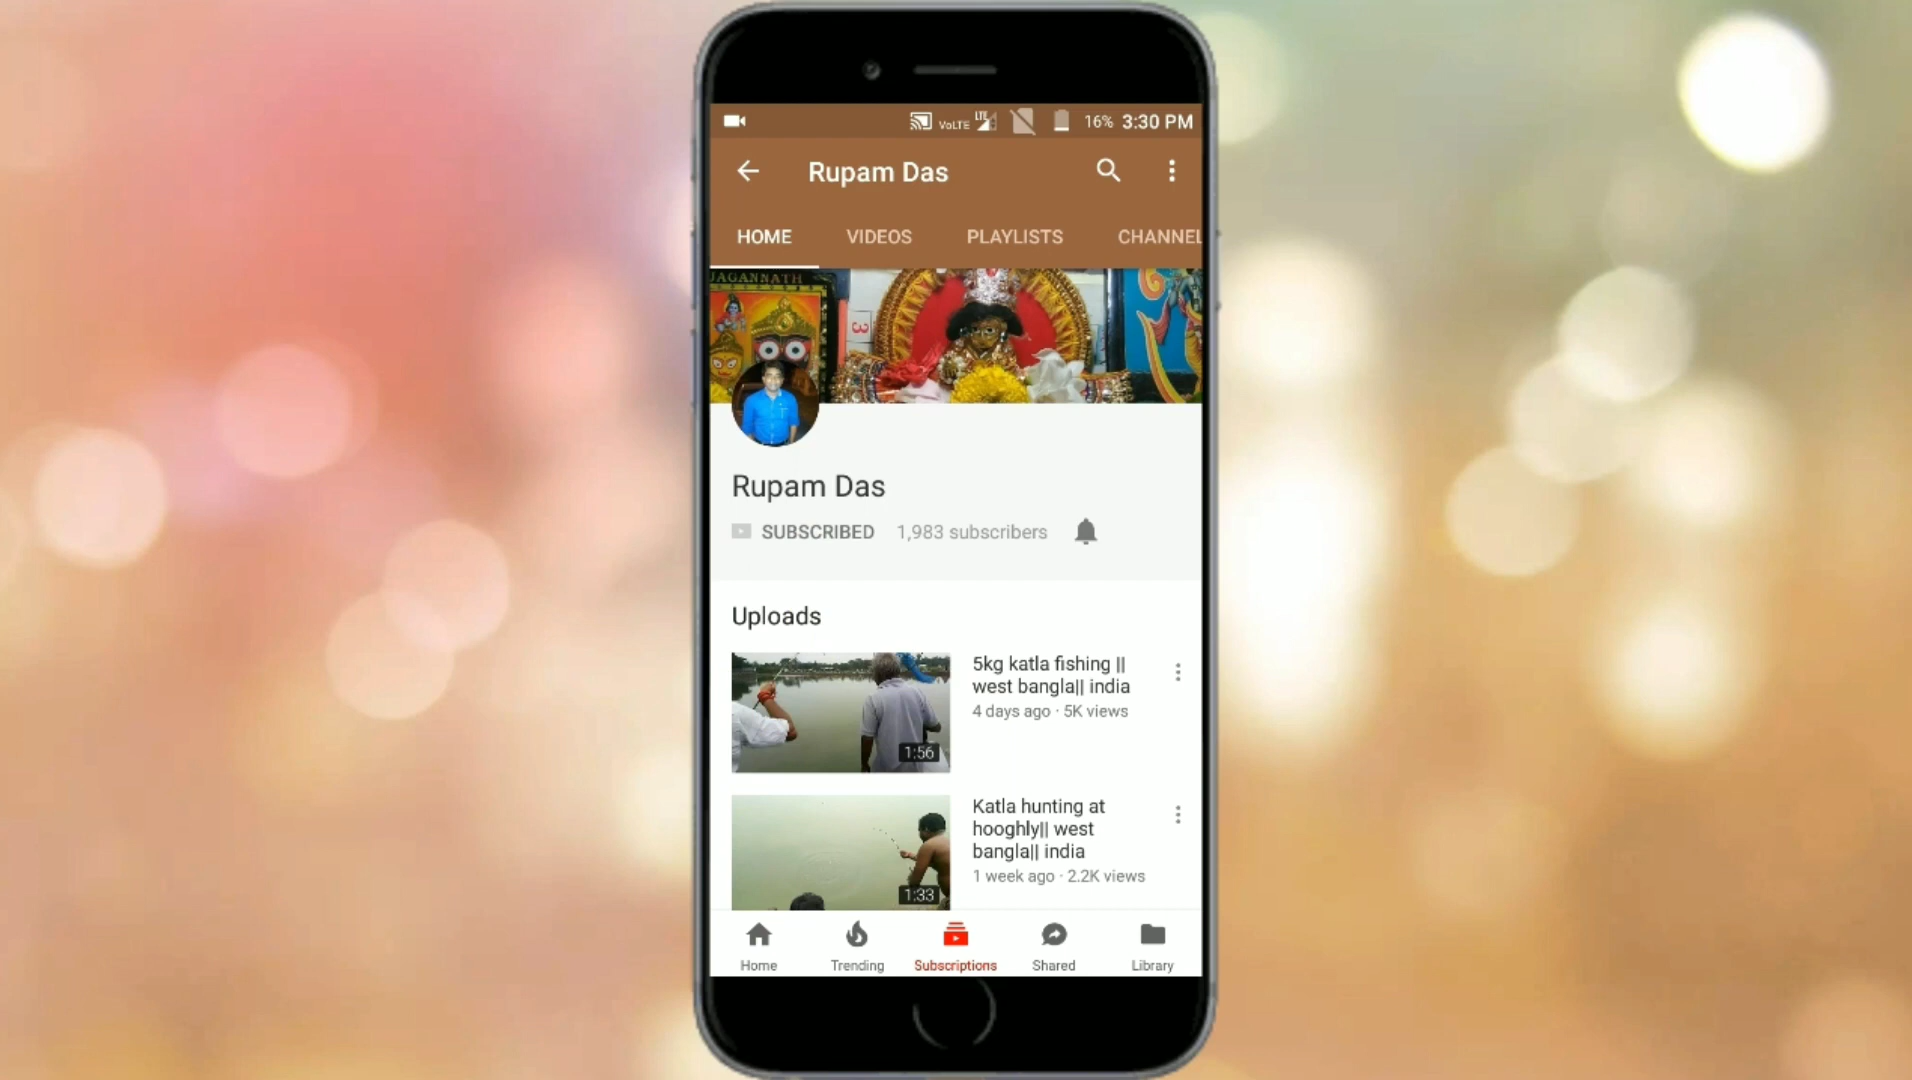 VoLTE LTE 16% 3:30 PM
Rupam Das
HOME VIDEOS PLAYLISTS CHANNEL
JAGANNATH
3
Rupam Das
SUBSCRIBED 1,983 subscribers
Uploads
5kg katla fishing ||
west bangla|| india
4 days ago · 5K views
1:56
Katla hunting at
hooghly|| west
bangla|| india
1 week ago · 2.2K views
1:33
Home Trending Subscriptions Shared Library